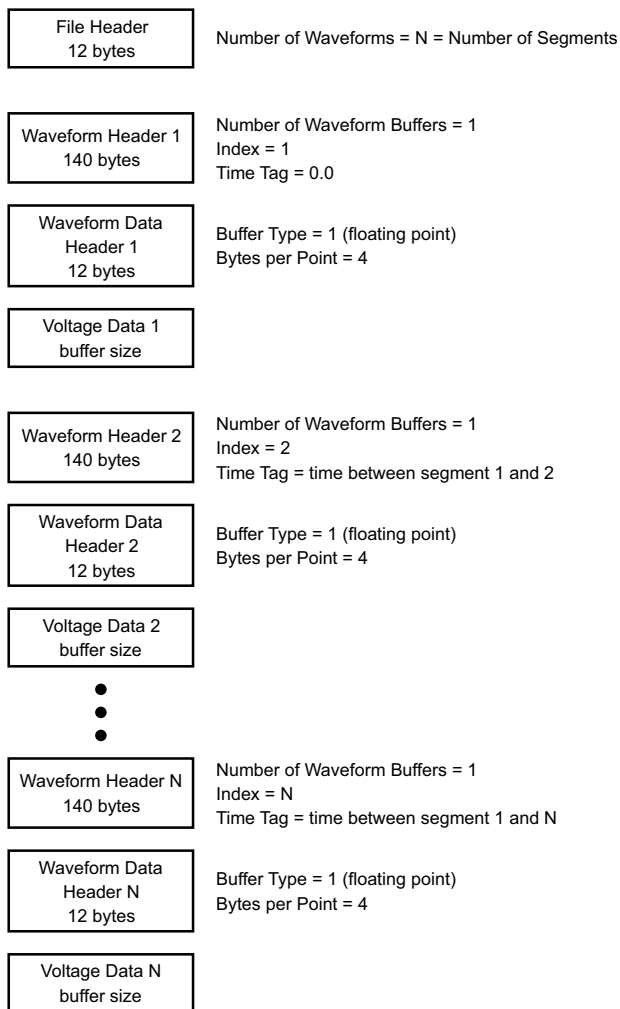 File Header
12 bytes
Number of Waveforms = N = Number of Segments
Waveform Header 1
140 bytes
Number of Waveform Buffers = 1
Index = 1
Time Tag = 0.0
Waveform Data
Header 1
12 bytes
Buffer Type = 1 (floating point)
Bytes per Point = 4
Voltage Data 1
buffer size
Waveform Header 2
140 bytes
Number of Waveform Buffers = 1
Index = 2
Time Tag = time between segment 1 and 2
Waveform Data
Header 2
12 bytes
Buffer Type = 1 (floating point)
Bytes per Point = 4
Voltage Data 2
buffer size
Waveform Header N
140 bytes
Number of Waveform Buffers = 1
Index = N
Time Tag = time between segment 1 and N
Waveform Data
Header N
12 bytes
Buffer Type = 1 (floating point)
Bytes per Point = 4
Voltage Data N
buffer size